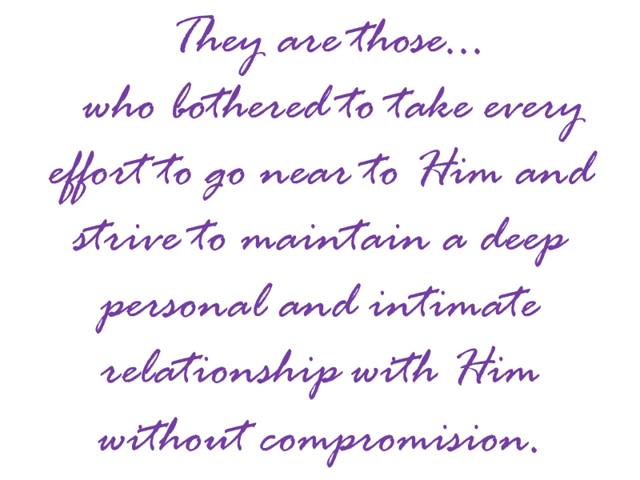 They are those...
who bothered to take every
effort to go near to Him and
strive to maintain a deep
personal and intimate
relationship with Him
without compromision.